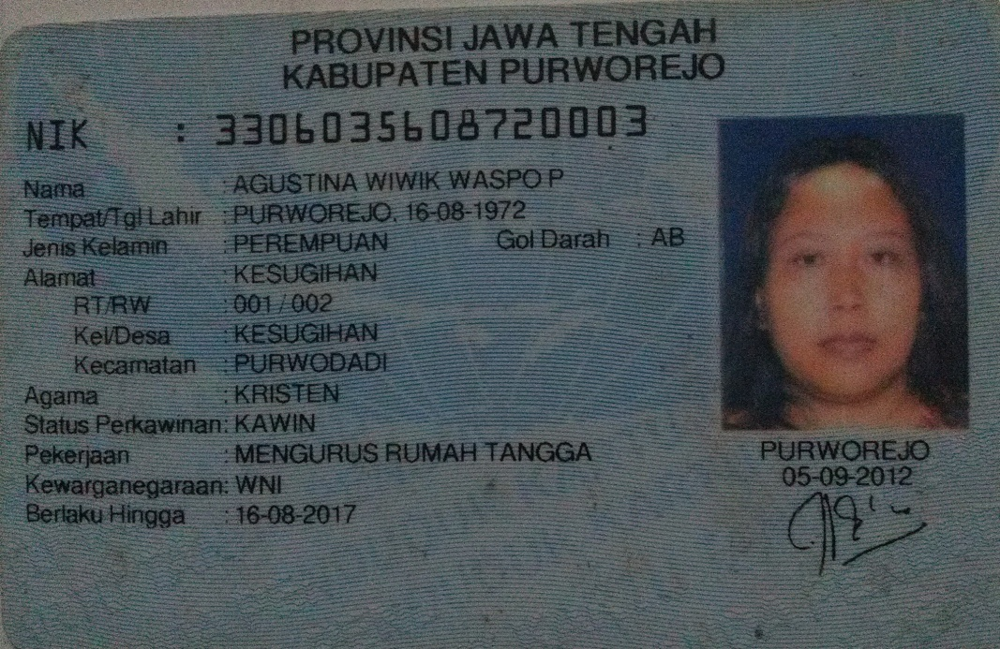 PROVINSI JAWA TENGAH
KABUPATEN PURWOREJO
NIK : 3306035608720003
Nama : AGUSTINA WIWIK WASPO P
Tempat/Tgl Lahir : PURWOREJO, 16-08-1972
Jenis Kelamin : PEREMPUAN Gol Darah : AB
Alamat : KESUGIHAN
RT/RW : 001 / 002
Kel/Desa : KESUGIHAN
Kecamatan : PURWODADI
Agama : KRISTEN
Status Perkawinan: KAWIN
Pekerjaan : MENGURUS RUMAH TANGGA
Kewarganegaraan: WNI
Berlaku Hingga : 16-08-2017
PURWOREJO
05-09-2012